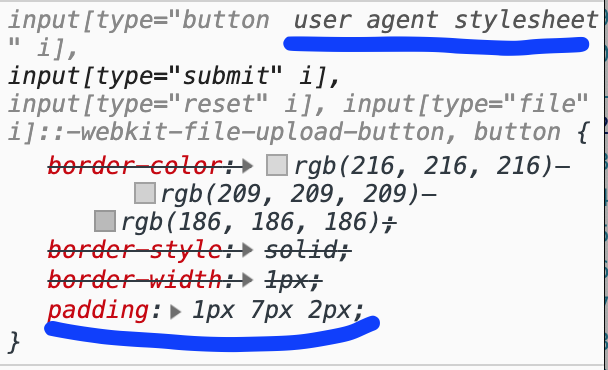 input[type="button user agent stylesheet
" i],
input[type="submit" i],
input[type="reset" i], input[type="file"
i]::-webkit-file-upload-button, button {
border-color: rgb(216, 216, 216)
rgb(209, 209, 209)
rgb(186, 186, 186);
border-style: solid;
border-width: 1px;
padding: 1px 7px 2px;
}